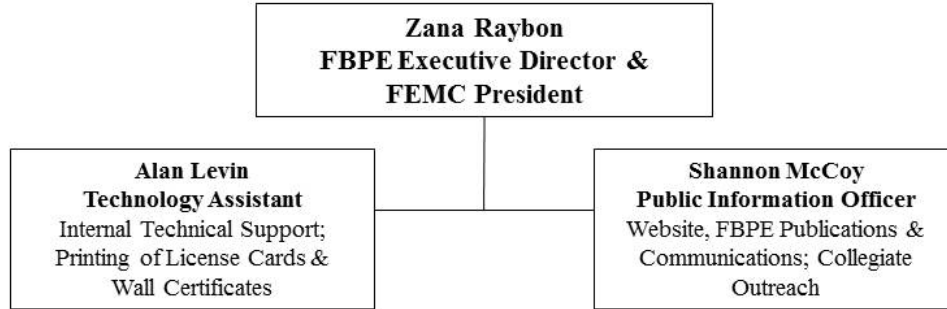 Zana Raybon
FBPE Executive Director &
FEMC President
Alan Levin
Technology Assistant
Internal Technical Support;
Printing of License Cards &
Wall Certificates
Shannon McCoy
Public Information Officer
Website, FBPE Publications &
Communications; Collegiate
Outreach